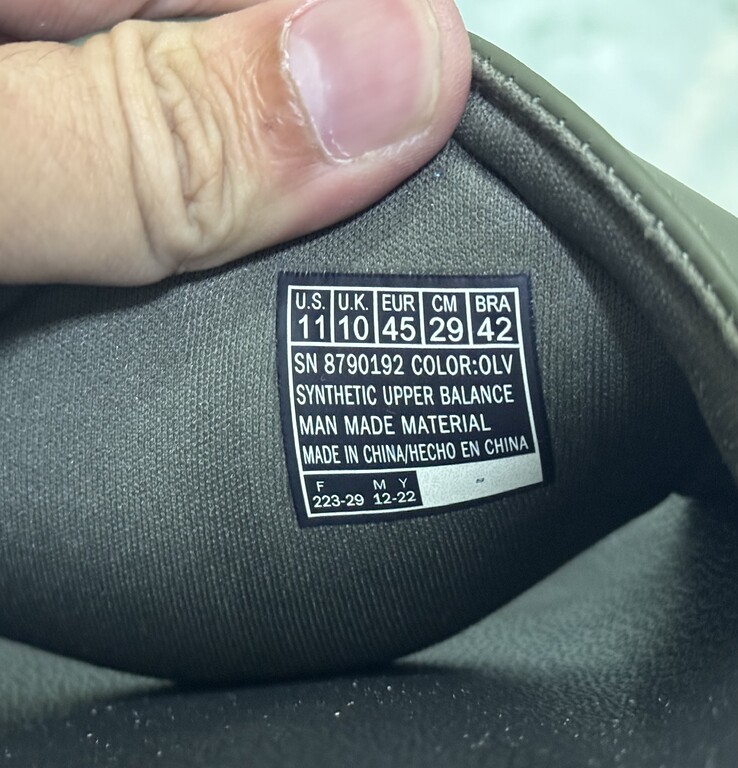 U.S. U.K. EUR CM BRA
11 10 45 29 42
SN 8790192 COLOR:OLV
SYNTHETIC UPPER BALANCE
MAN MADE MATERIAL
MADE IN CHINA/HECHO EN CHINA
F M Y
223-29 12-22